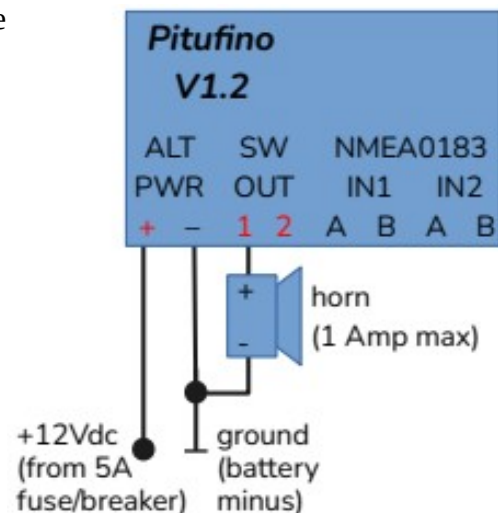 e
Pitufino
V1.2
ALT SW NMEA0183
PWR OUT IN1 IN2
+ – 1 2 A B A B
+
horn
(1 Amp max)
-
+12Vdc
(from 5A
fuse/breaker)
ground
(battery
minus)